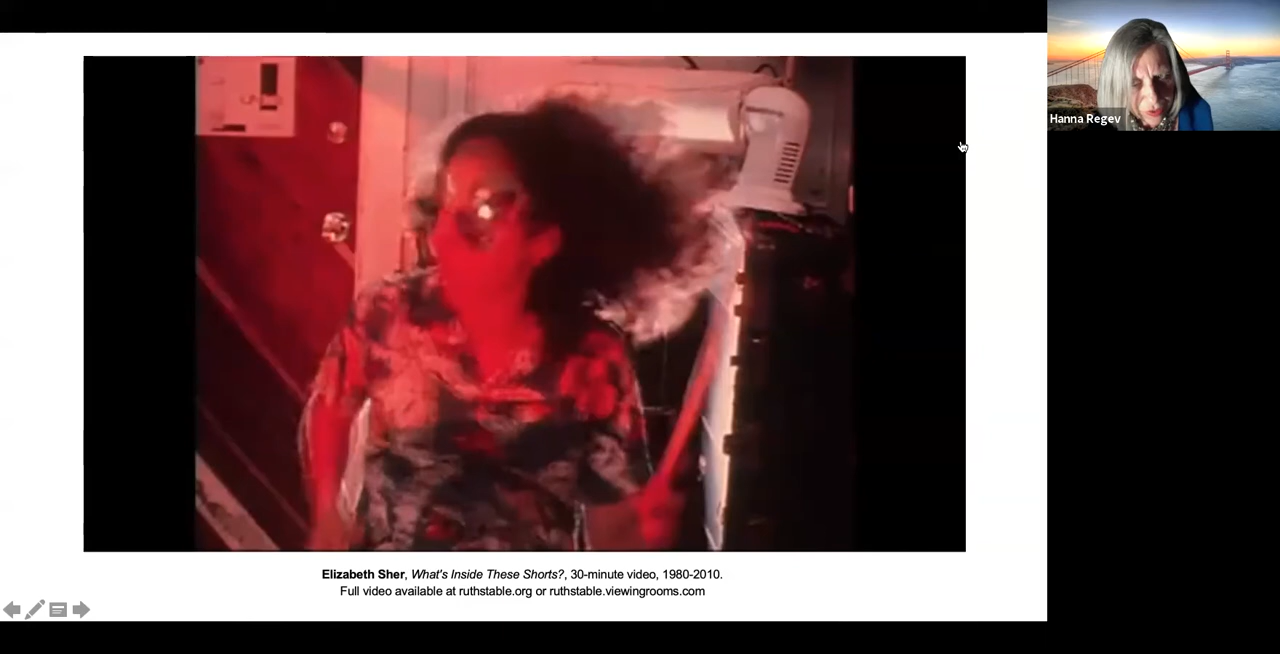 Hanna Regev
Elizabeth Sher, What's Inside These Shorts?, 30-minute video, 1980-2010.
Full video available at ruthstable.org or ruthstable.viewingrooms.com